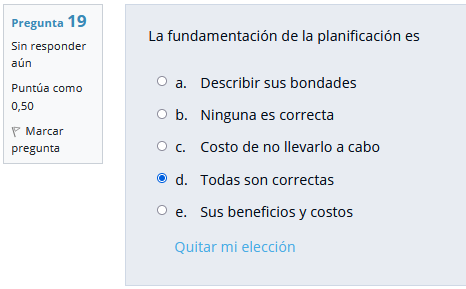 Pregunta 19
Sin responder
aún
Puntúa como
0,50
Marcar
pregunta
La fundamentación de la planificación es
a. Describir sus bondades
b. Ninguna es correcta
c. Costo de no llevarlo a cabo
d. Todas son correctas
e. Sus beneficios y costos
Quitar mi elección